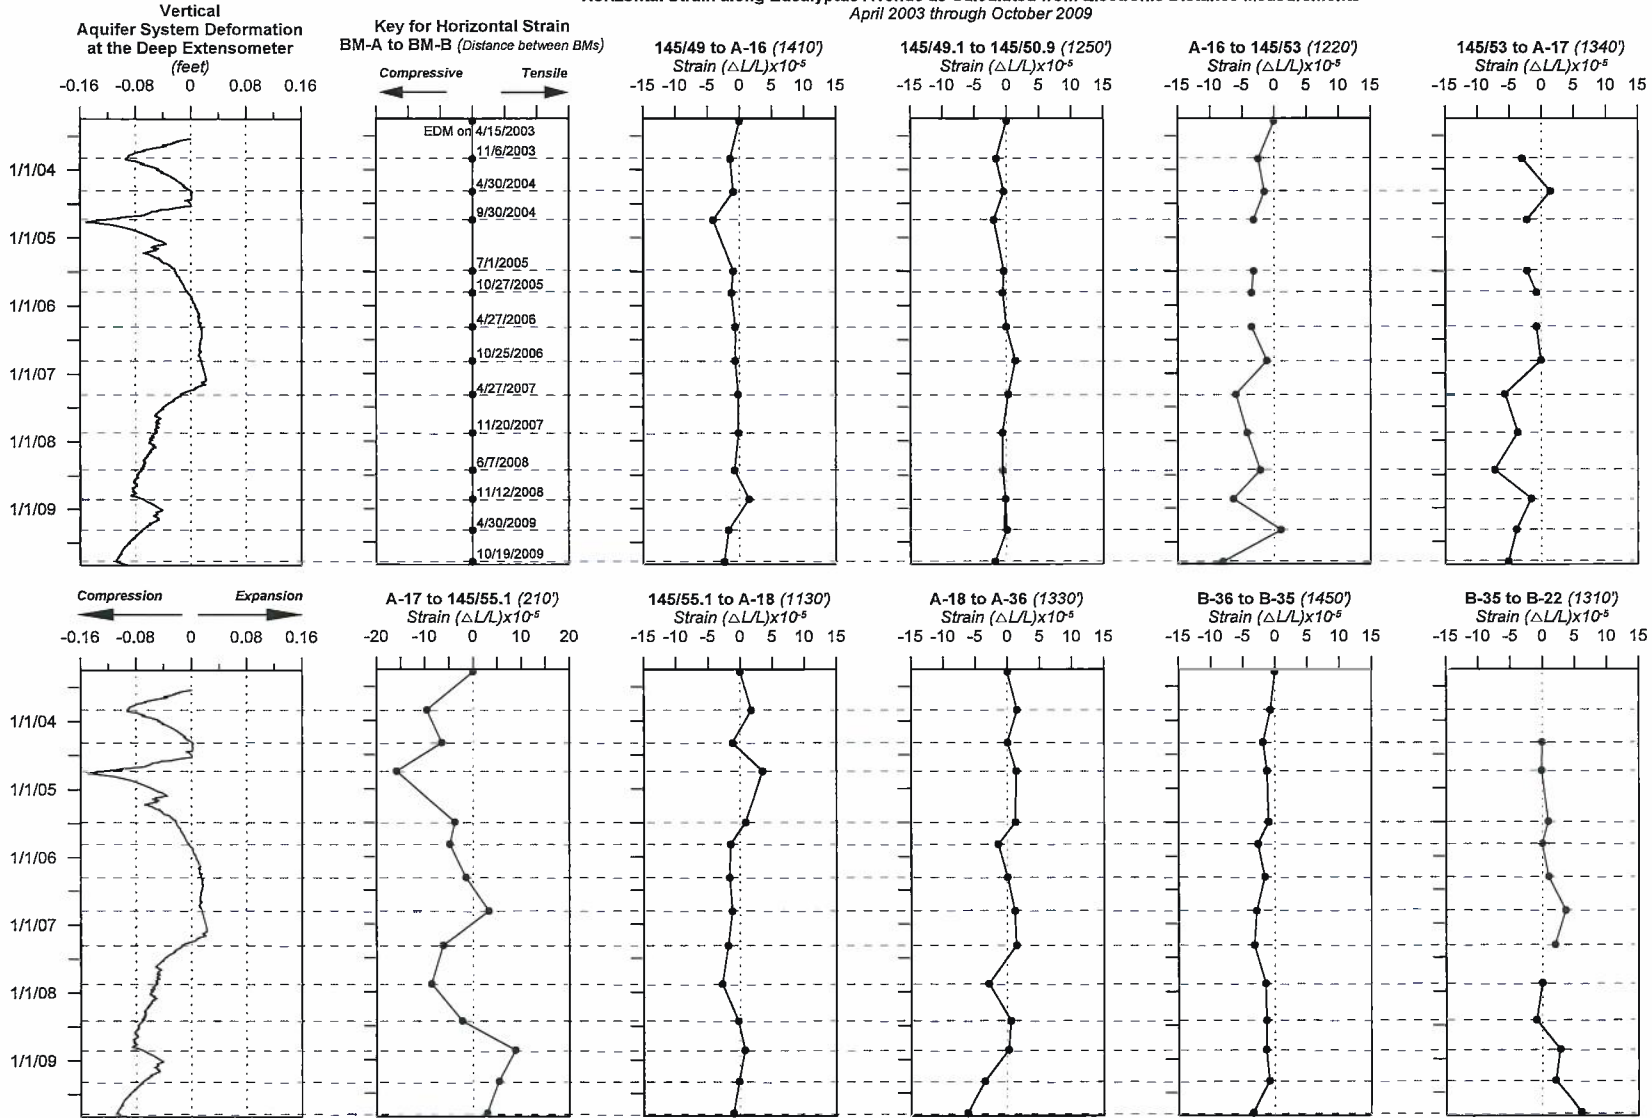 Horizontal Strain along Eucalyptus Avenue as Calculated from Electronic Distance Measurements
April 2003 through October 2009
Vertical
Aquifer System Deformation
at the Deep Extensometer
(feet)
-0.16 -0.08 0 0.08 0.16
Key for Horizontal Strain
BM-A to BM-B (Distance between BMs)
Compressive Tensile
145/49 to A-16 (1410')
Strain (△L/L)x10-5
-15 -10 -5 0 5 10 15
145/49.1 to 145/50.9 (1250')
Strain (△L/L)x10-5
-15 -10 -5 0 5 10 15
A-16 to 145/53 (1220')
Strain (△L/L)x10-5
-15 -10 -5 0 5 10 15
145/53 to A-17 (1340')
Strain (△L/L)x10-5
-15 -10 -5 0 5 10 15
1/1/04
1/1/05
1/1/06
1/1/07
1/1/08
1/1/09
EDM on 4/15/2003
11/6/2003
4/30/2004
9/30/2004
7/1/2005
10/27/2005
4/27/2006
10/25/2006
4/27/2007
11/20/2007
6/7/2008
11/12/2008
4/30/2009
10/19/2009
Compression Expansion
-0.16 -0.08 0 0.08 0.16
A-17 to 145/55.1 (210')
Strain (△L/L)x10-5
-20 -10 0 10 20
145/55.1 to A-18 (1130')
Strain (△L/L)x10-5
-15 -10 -5 0 5 10 15
A-18 to A-36 (1330')
Strain (△L/L)x10-5
-15 -10 -5 0 5 10 15
B-36 to B-35 (1450')
Strain (△L/L)x10-5
-15 -10 -5 0 5 10 15
B-35 to B-22 (1310')
Strain (△L/L)x10-5
-15 -10 -5 0 5 10 15
1/1/04
1/1/05
1/1/06
1/1/07
1/1/08
1/1/09